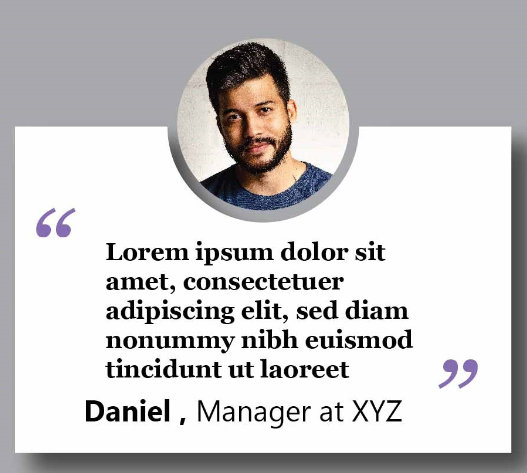 “
Lorem ipsum dolor sit
amet, consectetuer
adipiscing elit, sed diam
nonummy nibh euismod
tincidunt ut laoreet
”
Daniel , Manager at XYZ